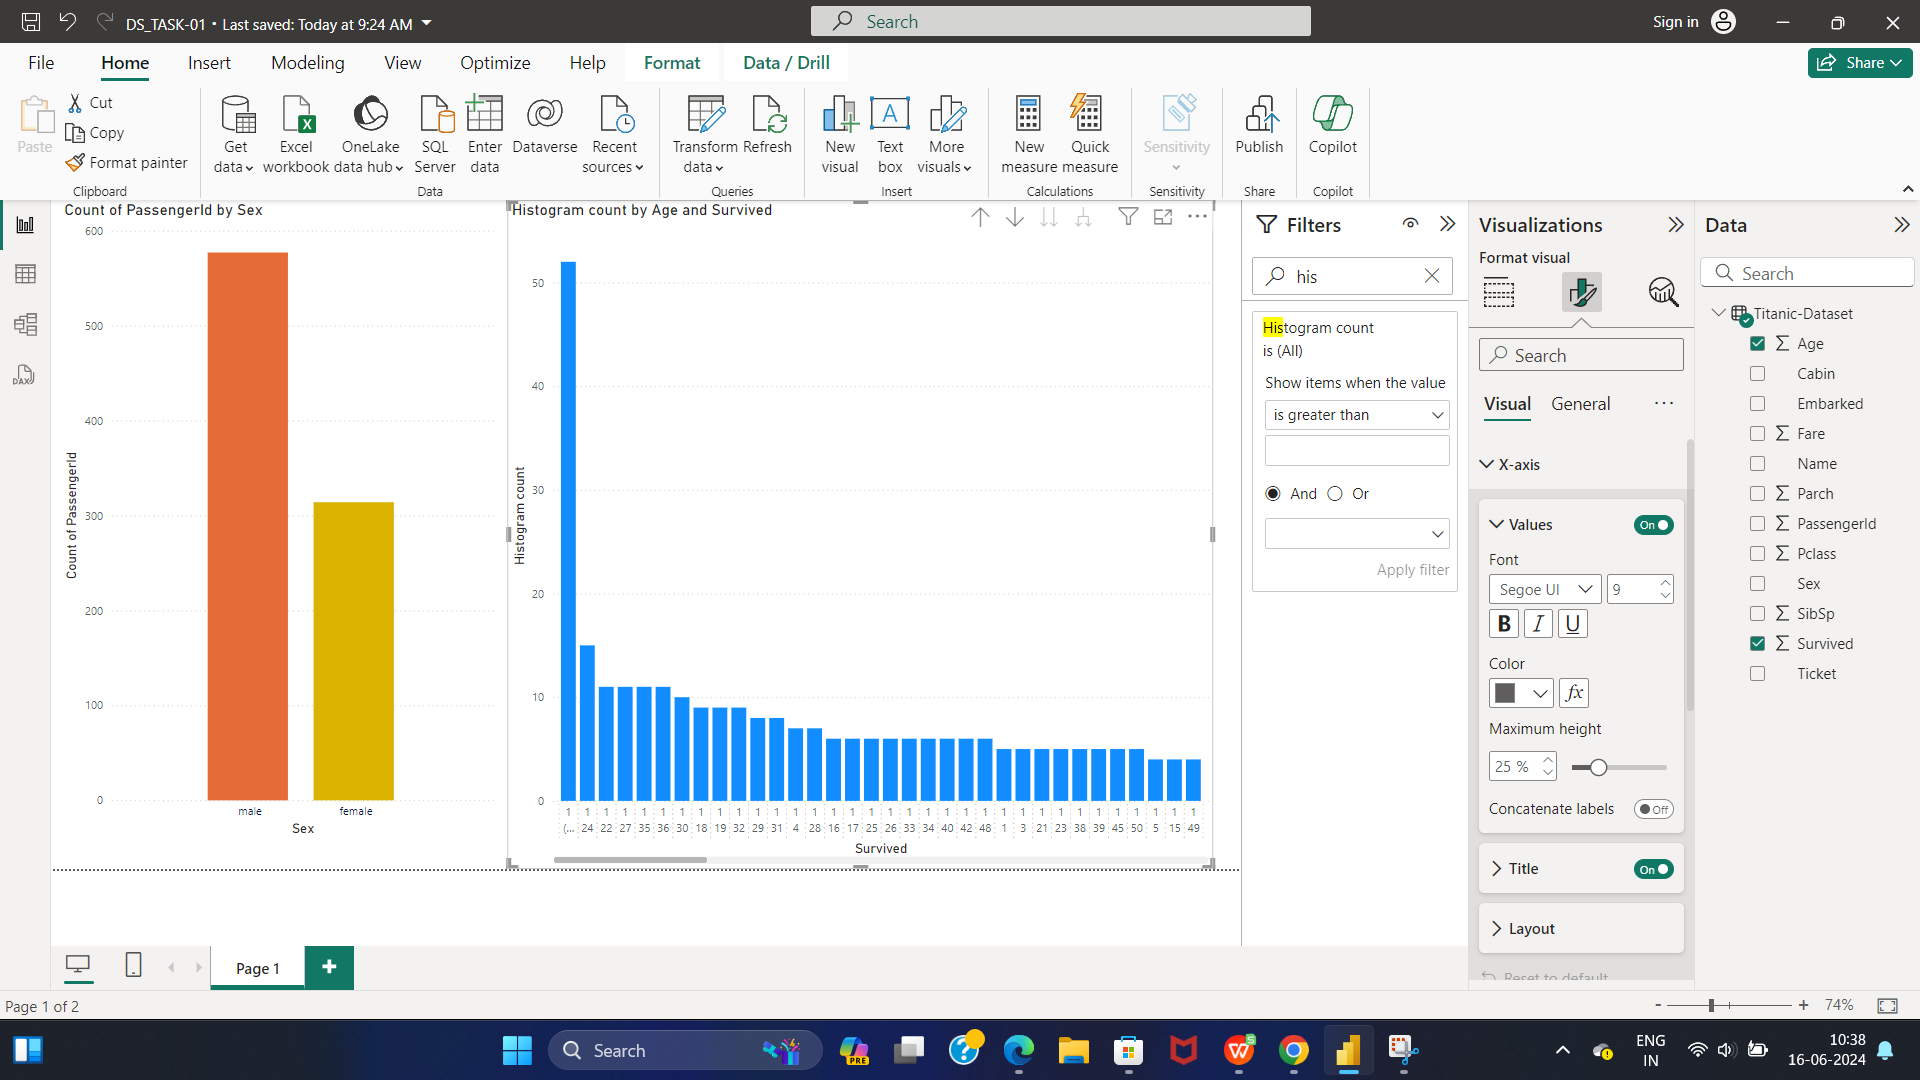 DS_TASK-01 • Last saved: Today at 9:24 AM
Search
Sign in
File Home Insert Modeling View Optimize Help Format Data / Drill
Share
Paste
Cut
Copy
Format painter
Clipboard
Get data
Excel workbook
OneLake data hub
SQL Server
Enter data
Dataverse
Recent sources
Data
Transform data
Refresh
Queries
New visual
Text box
More visuals
Insert
New measure
Quick measure
Calculations
Sensitivity
Sensitivity
Publish
Share
Copilot
Copilot
DAX
Count of PassengerId by Sex
600
500
400
300
200
100
0
Count of PassengerId
male female
Sex
Histogram count by Age and Survived
50
40
30
20
10
0
Histogram count
1 1 1 1 1 1 1 1 1 1 1 1 1 1 1 1 1 1 1 1 1 1 1 1 1 1 1 1 1 1 1 1 1 1
(... 24 22 27 35 36 30 18 19 32 29 31 4 28 16 17 25 26 33 34 40 42 48 1 3 21 23 38 39 45 50 5 15 49
Survived
Filters
his
Histogram count
is (All)
Show items when the value
is greater than
And Or
Apply filter
Visualizations
Format visual
Search
Visual General ...
X-axis
Values On
Font
Segoe UI 9
B I U
Color
fx
Maximum height
25 %
Concatenate labels Off
Title On
Layout
Reset to default
Data
Search
Titanic-Dataset
Age
Cabin
Embarked
Fare
Name
Parch
PassengerId
Pclass
Sex
SibSp
Survived
Ticket
Page 1
Page 1 of 2
- + 74%
Search
PRE
ENG
IN
10:38
16-06-2024